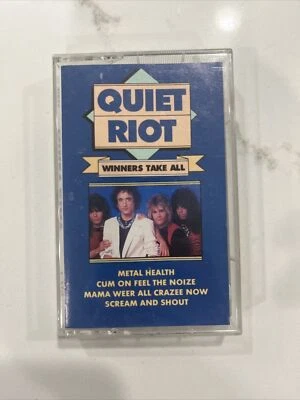 QUIET
RIOT
WINNERS TAKE ALL
METAL HEALTH
CUM ON FEEL THE NOIZE
MAMA WEER ALL CRAZEE NOW
SCREAM AND SHOUT